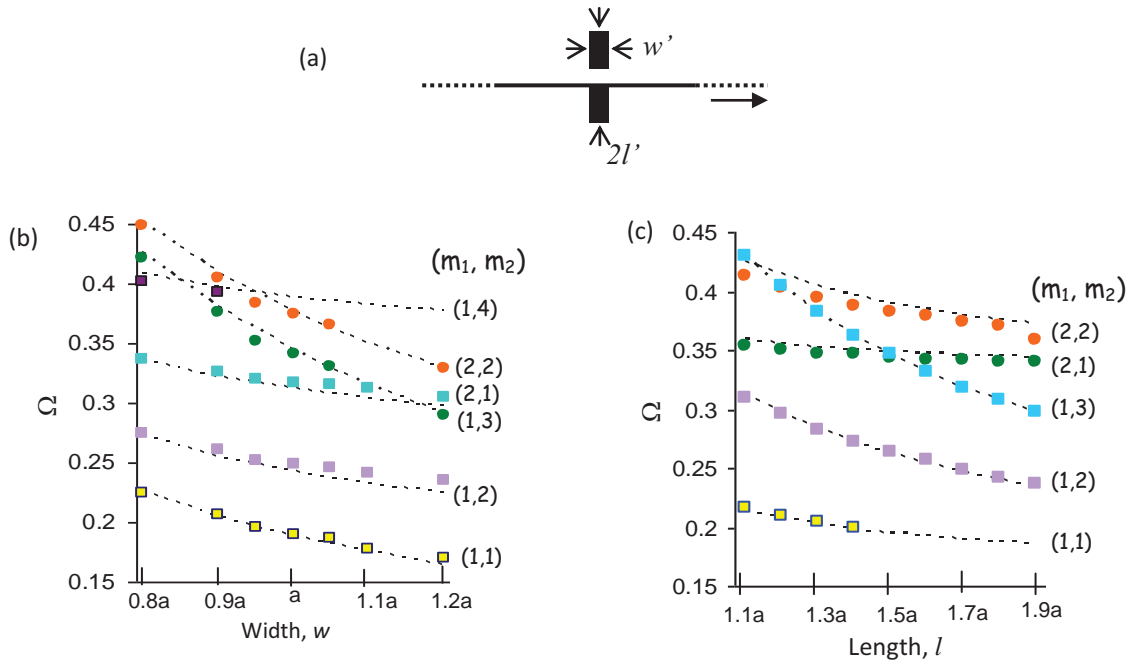 (a)
w'
2l'
(b)
0.45
0.4
0.35
0.3
0.25
0.2
0.15
Ω
(m₁, m₂)
(1,4)
(2,2)
(2,1)
(1,3)
(1,2)
(1,1)
0.8a 0.9a a 1.1a 1.2a
Width, w
(c)
0.45
0.4
0.35
0.3
0.25
0.2
0.15
Ω
(m₁, m₂)
(2,2)
(2,1)
(1,3)
(1,2)
(1,1)
1.1a 1.3a 1.5a 1.7a 1.9a
Length, l